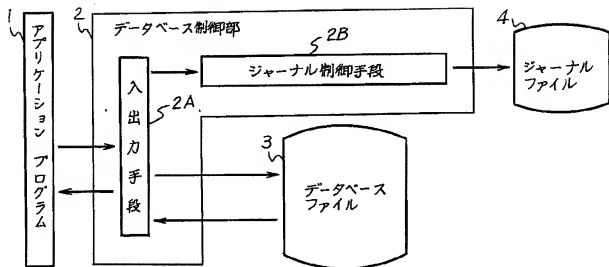 1
アプリケーション プログラム
2
データベース制御部
入出力手段
2A
2B
ジャーナル制御手段
3
データベース
ファイル
4
ジャーナル
ファイル